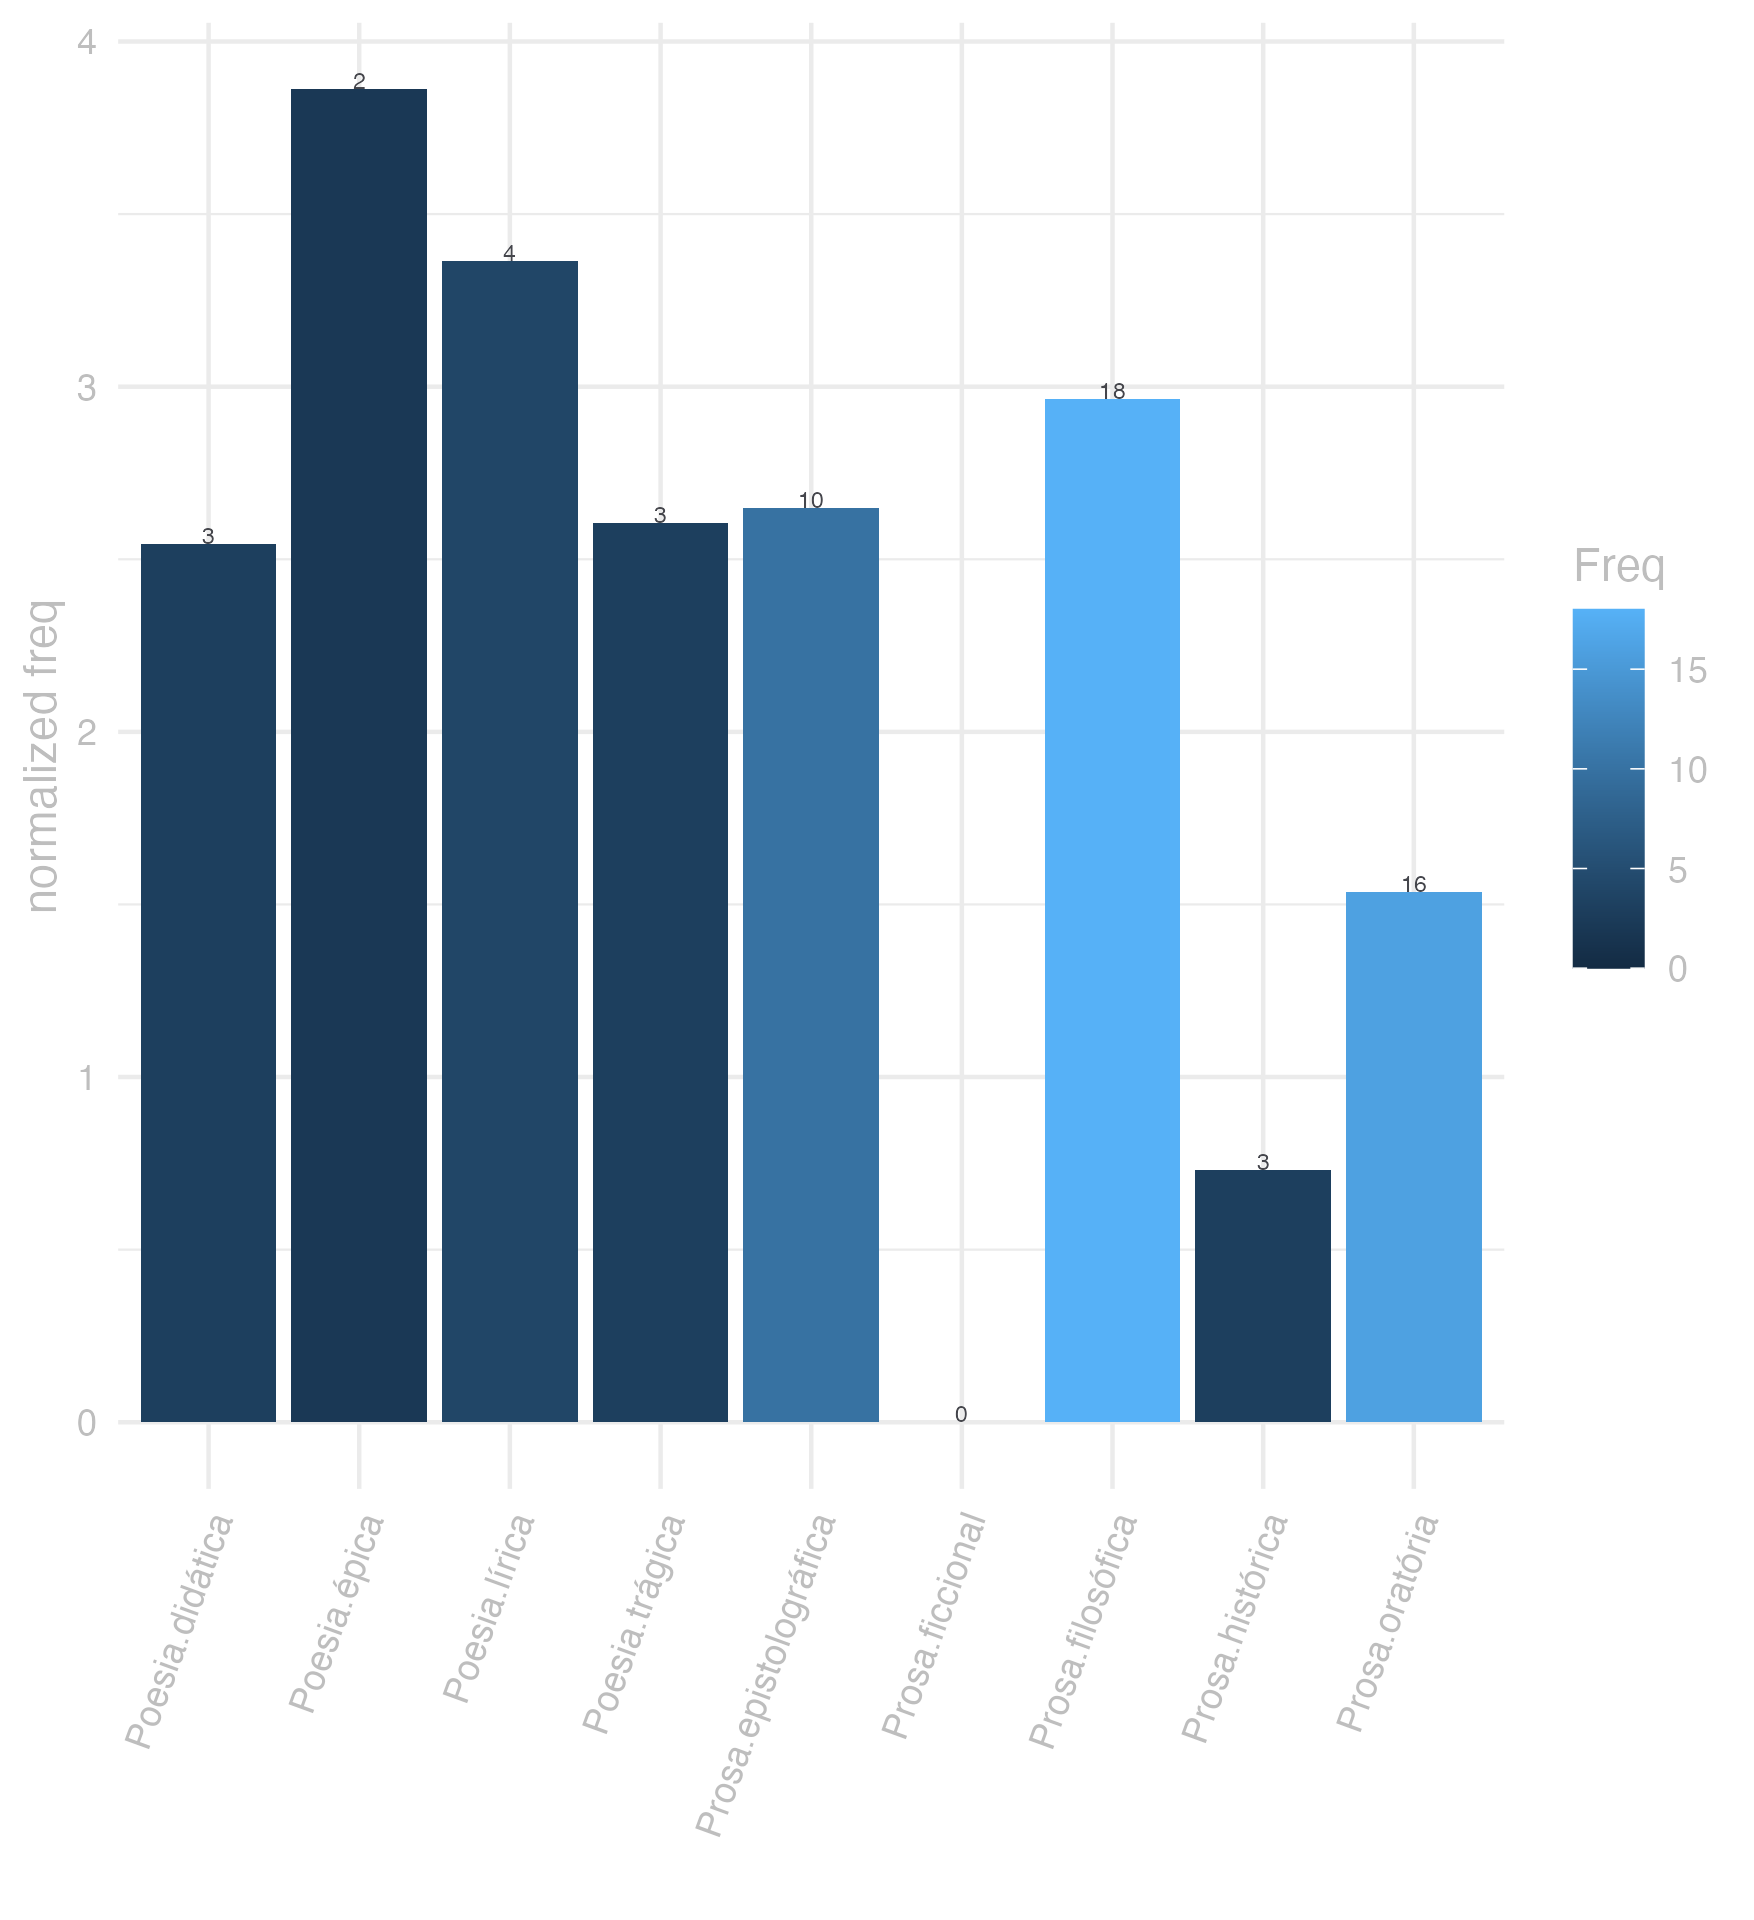 4
3
2
1
0
normalized freq
3
2
4
3
10
0
18
3
16
Poesia.didática
Poesia.épica
Poesia.lírica
Poesia.trágica
Prosa.epistolográfica
Prosa.ficcional
Prosa.filosófica
Prosa.histórica
Prosa.oratória
Freq
15
10
5
0